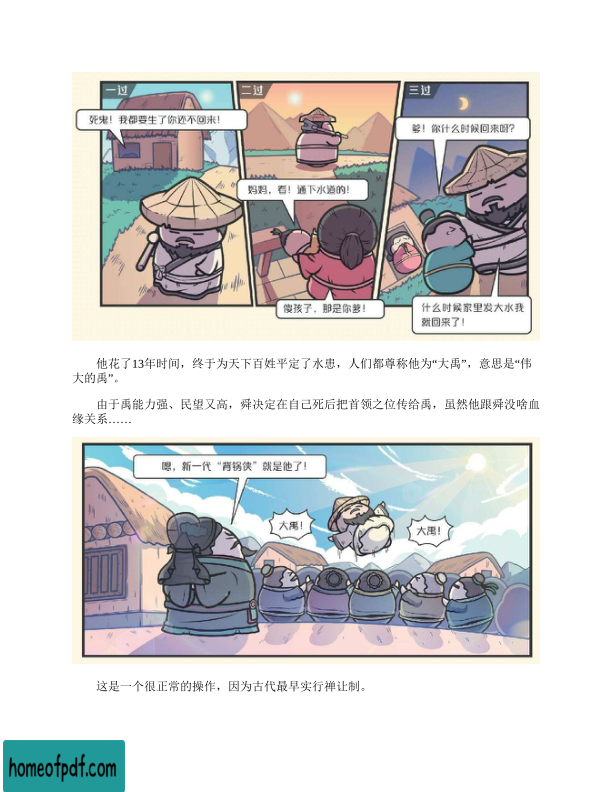 一过
死鬼！我都要生了你还不回来！
二过
妈妈，看！通下水道的！
傻孩子，那是你爹！
三过
爹！你什么时候回来呀？
什么时候家里发大水我
就回来了！
他花了13年时间，终于为天下百姓平定了水患，人们都尊称他为“大禹”，意思是“伟
大的禹”。
由于禹能力强、民望又高，舜决定在自己死后把首领之位传给禹，虽然他跟舜没啥血
缘关系……
嗯，新一代“背锅侠”就是他了！
大禹！
大禹！
这是一个很正常的操作，因为古代最早实行禅让制。
homeofpdf.com